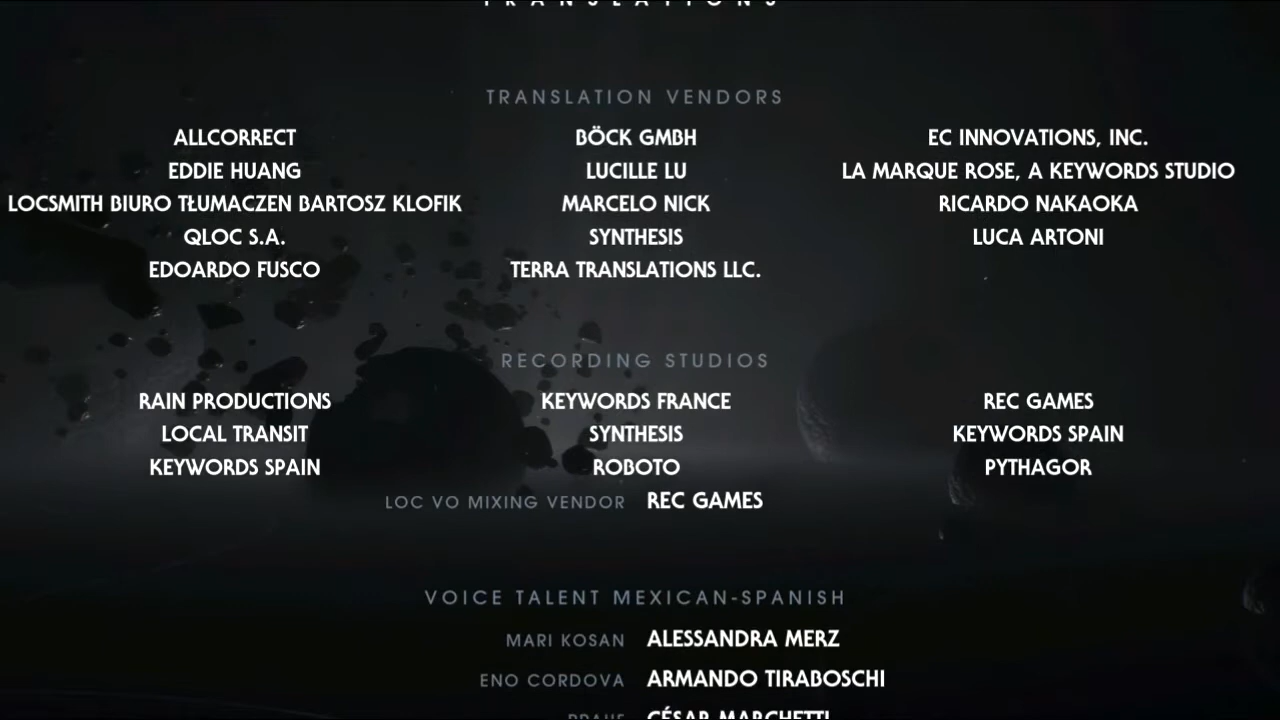 TRANSLATIONS
TRANSLATION VENDORS
ALLCORRECT BÖCK GMBH EC INNOVATIONS, INC.
EDDIE HUANG LUCILLE LU LA MARQUE ROSE, A KEYWORDS STUDIO
LOCSMITH BIURO TŁUMACZEN BARTOSZ KLOFIK MARCELO NICK RICARDO NAKAOKA
QLOC S.A. SYNTHESIS LUCA ARTONI
EDOARDO FUSCO TERRA TRANSLATIONS LLC.
RECORDING STUDIOS
RAIN PRODUCTIONS KEYWORDS FRANCE REC GAMES
LOCAL TRANSIT SYNTHESIS KEYWORDS SPAIN
KEYWORDS SPAIN ROBOTO PYTHAGOR
LOC VO MIXING VENDOR REC GAMES
VOICE TALENT MEXICAN-SPANISH
MARI KOSAN ALESSANDRA MERZ
ENO CORDOVA ARMANDO TIRABOSCHI
CÉSAR MARCHETTI